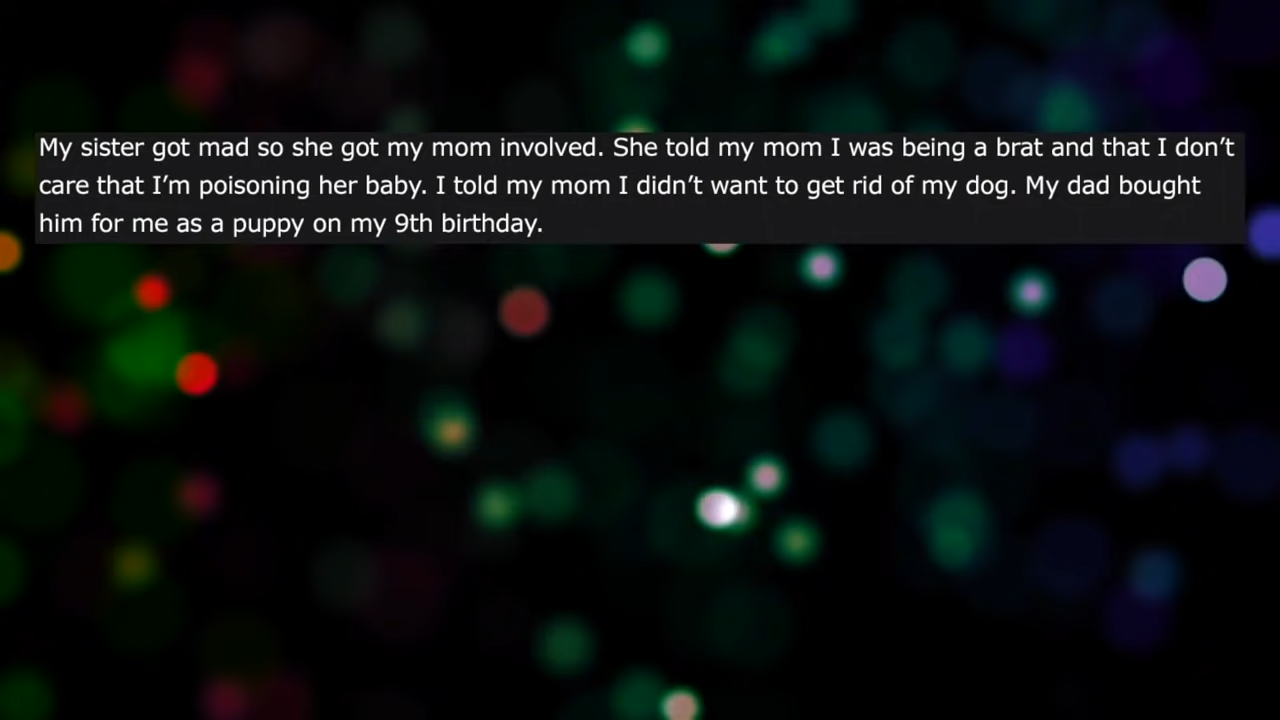 My sister got mad so she got my mom involved. She told my mom I was being a brat and that I don’t
care that I’m poisoning her baby. I told my mom I didn’t want to get rid of my dog. My dad bought
him for me as a puppy on my 9th birthday.